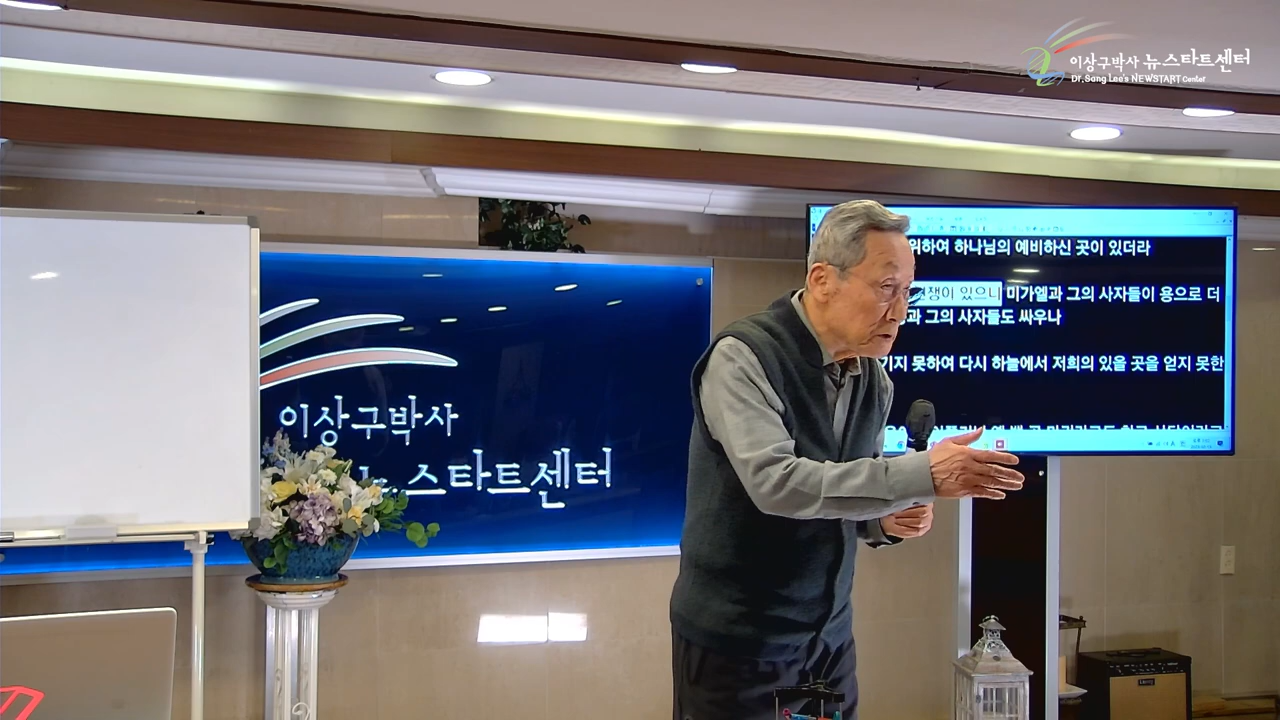 이상구박사 뉴스타트센터
Dr. Sang Lee's NEWSTART Center
위하여 하나님의 예비하신 곳이 있더라
쟁이 있으니 미가엘과 그의 사자들이 용으로 더
과 그의 사자들도 싸우나
기지 못하여 다시 하늘에서 저희의 있을 곳을 얻지 못한
이상구박사
뉴스타트센터